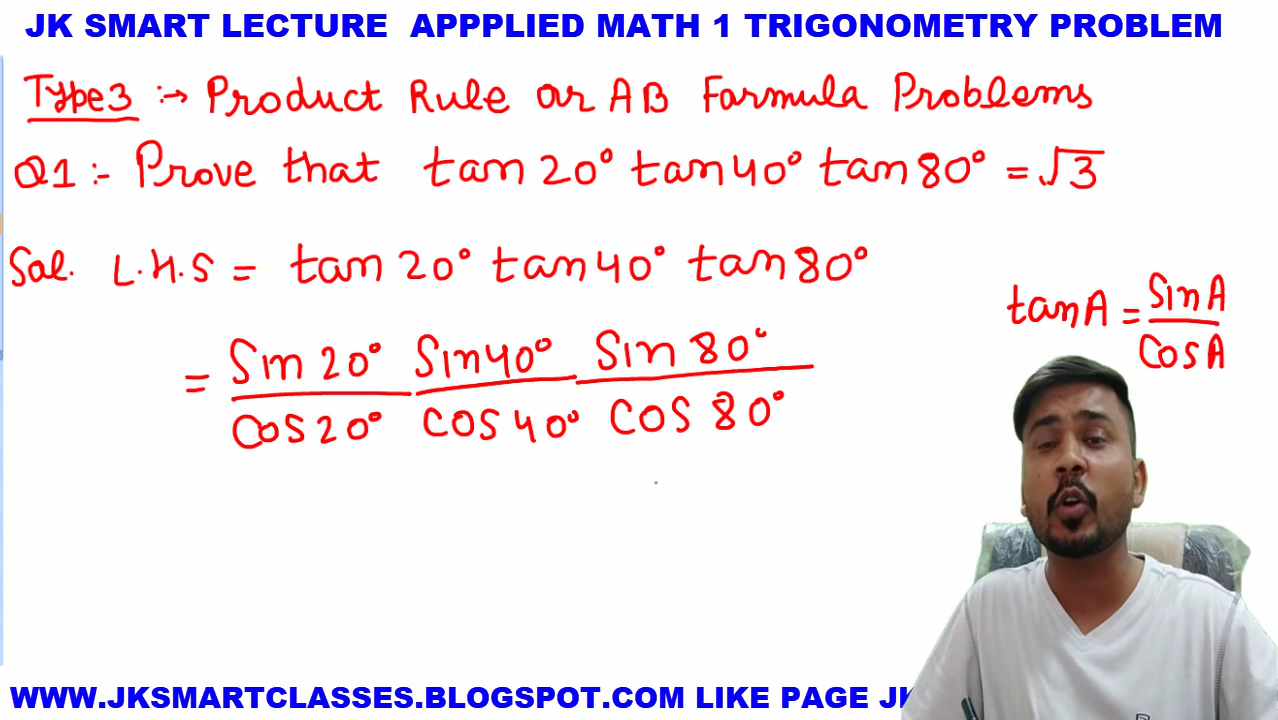 JK SMART LECTURE APPPLIED MATH 1 TRIGONOMETRY PROBLEM
Type3 :→ Product Rule or AB Formula Problems
Q1 :- Prove that tan 20° tan 40° tan 80° = √3
Sol. L.H.S = tan 20° tan 40° tan 80°
tan A = Sin A / Cos A
= Sin 20° / Cos 20° Sin 40° / Cos 40° Sin 80° / Cos 80°
WWW.JKSMARTCLASSES.BLOGSPOT.COM LIKE PAGE JK